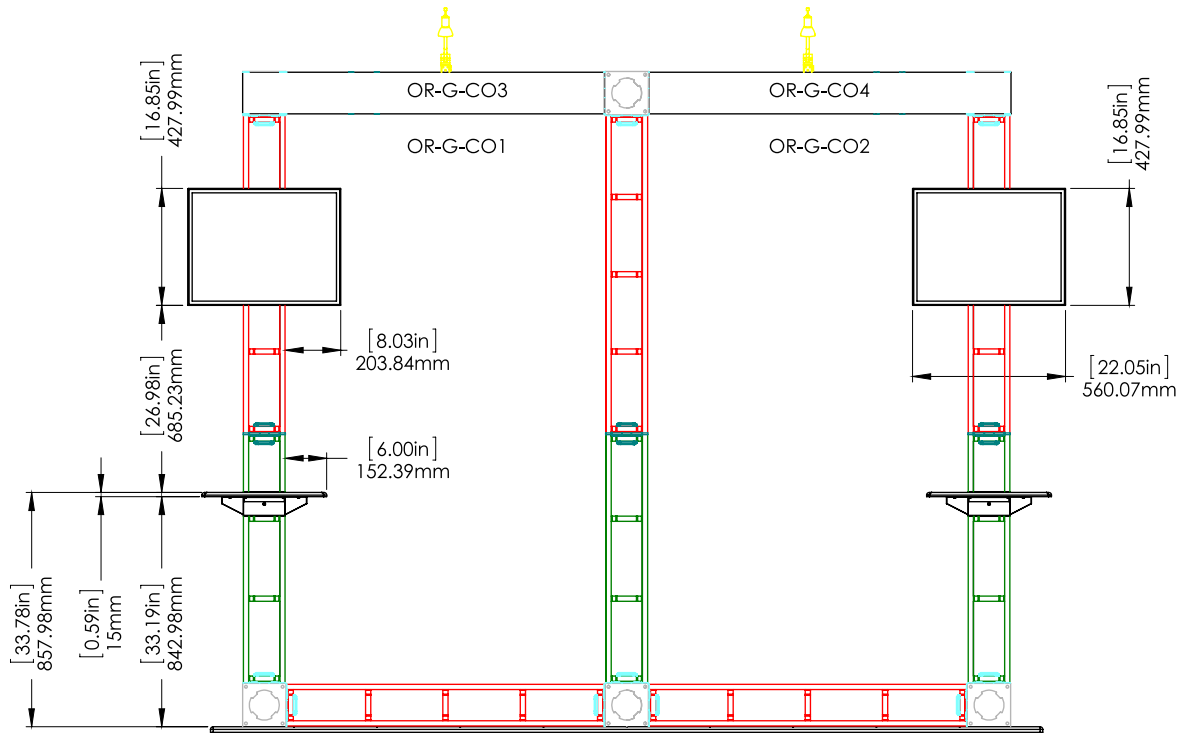 OR-G-CO3
OR-G-CO4
OR-G-CO1
OR-G-CO2
[16.85in]
427.99mm
[16.85in]
427.99mm
[8.03in]
203.84mm
[22.05in]
560.07mm
[26.98in]
685.23mm
[6.00in]
152.39mm
[33.78in]
857.98mm
[0.59in]
15mm
[33.19in]
842.98mm